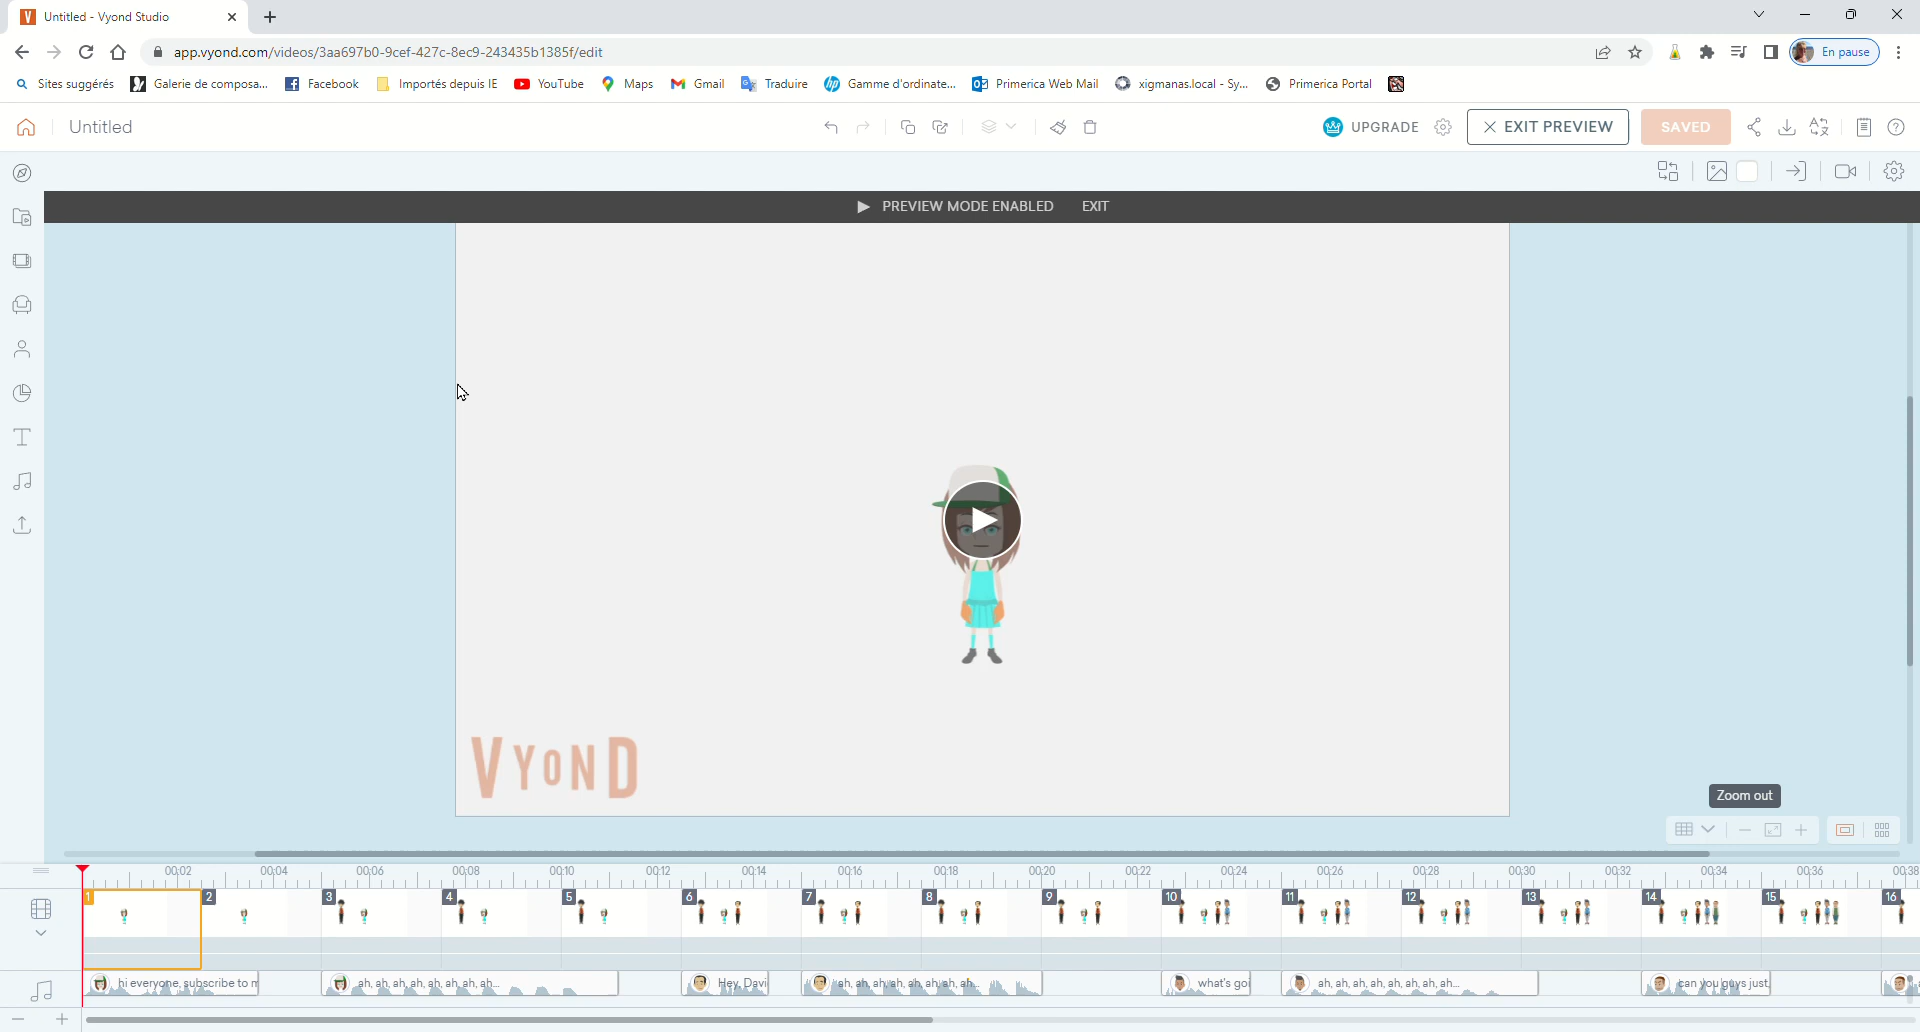 Untitled - Vyond Studio
app.vyond.com/videos/3aa697b0-9cef-427c-8ec9-243435b1385f/edit
En pause
Sites suggérés Galerie de composa... Facebook Importés depuis IE YouTube Maps Gmail Traduire Gamme d'ordinate... Primerica Web Mail xigmanas.local - Sy... Primerica Portal
Untitled
UPGRADE
EXIT PREVIEW
SAVED
PREVIEW MODE ENABLED EXIT
VYOND
Zoom out
00:02 00:04 00:06 00:08 00:10 00:12 00:14 00:16 00:18 00:20 00:22 00:24 00:26 00:28 00:30 00:32 00:34 00:36 00:38
1 2 3 4 5 6 7 8 9 10 11 12 13 14 15 16
hi everyone, subscribe to m
ah, ah, ah, ah, ah, ah, ah, ah...
Hey, Davi
ah, ah, ah, ah, ah, ah, ah, ah...
what's goi
ah, ah, ah, ah, ah, ah, ah, ah...
can you guys just,